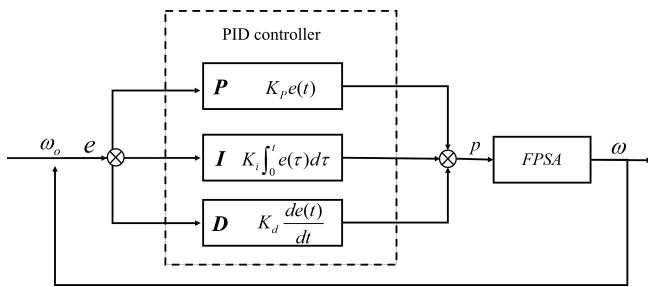 PID controller
P K_P e(t)
ω_o e
I K_i ∫_0^t e(τ)dτ
p
FPSA
ω
D K_d de(t)/dt